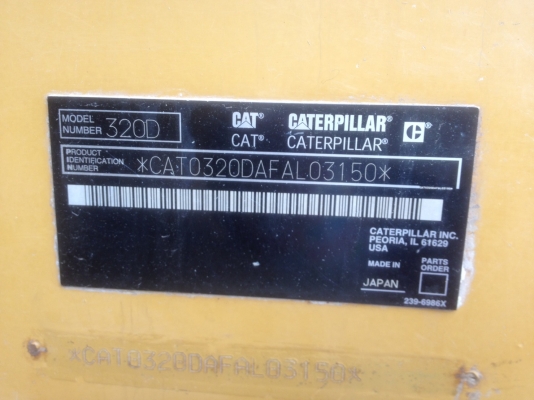 MODEL NUMBER 320D
CAT CATERPILLAR
CAT® CATERPILLAR®
PRODUCT IDENTIFICATION NUMBER *CAT0320DAFAL03150*
CATERPILLAR INC.
PEORIA, IL 61629
USA
MADE IN
JAPAN
PARTS ORDER
239-6986X
*CAT0320DAFAL03150*